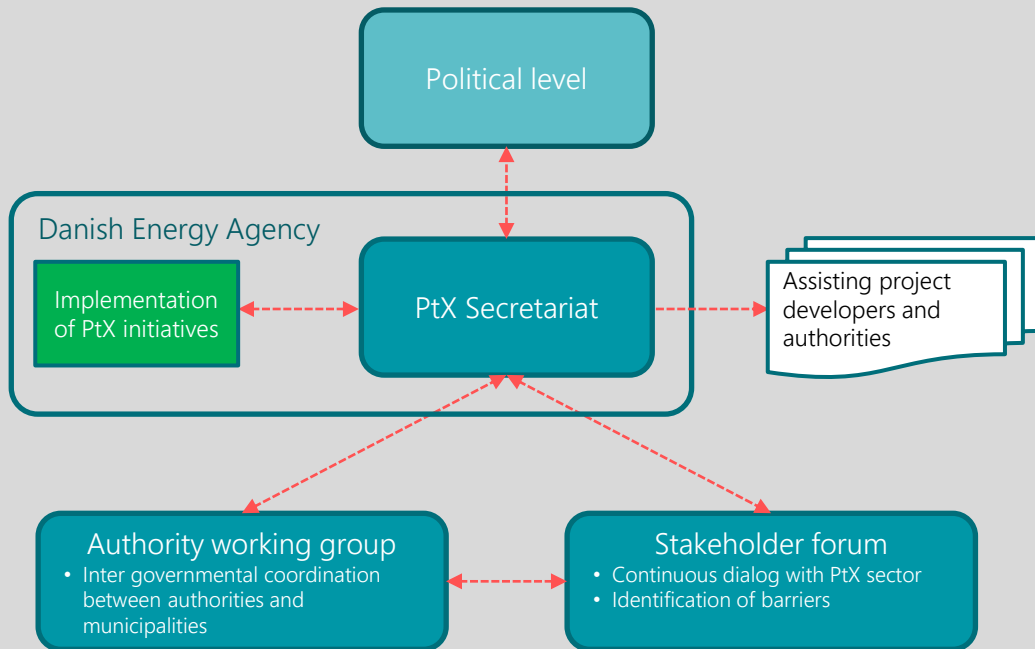 Political level
Danish Energy Agency
Implementation
of PtX initiatives
PtX Secretariat
Assisting project
developers and
authorities
Authority working group
• Inter governmental coordination
between authorities and
municipalities
Stakeholder forum
• Continuous dialog with PtX sector
• Identification of barriers